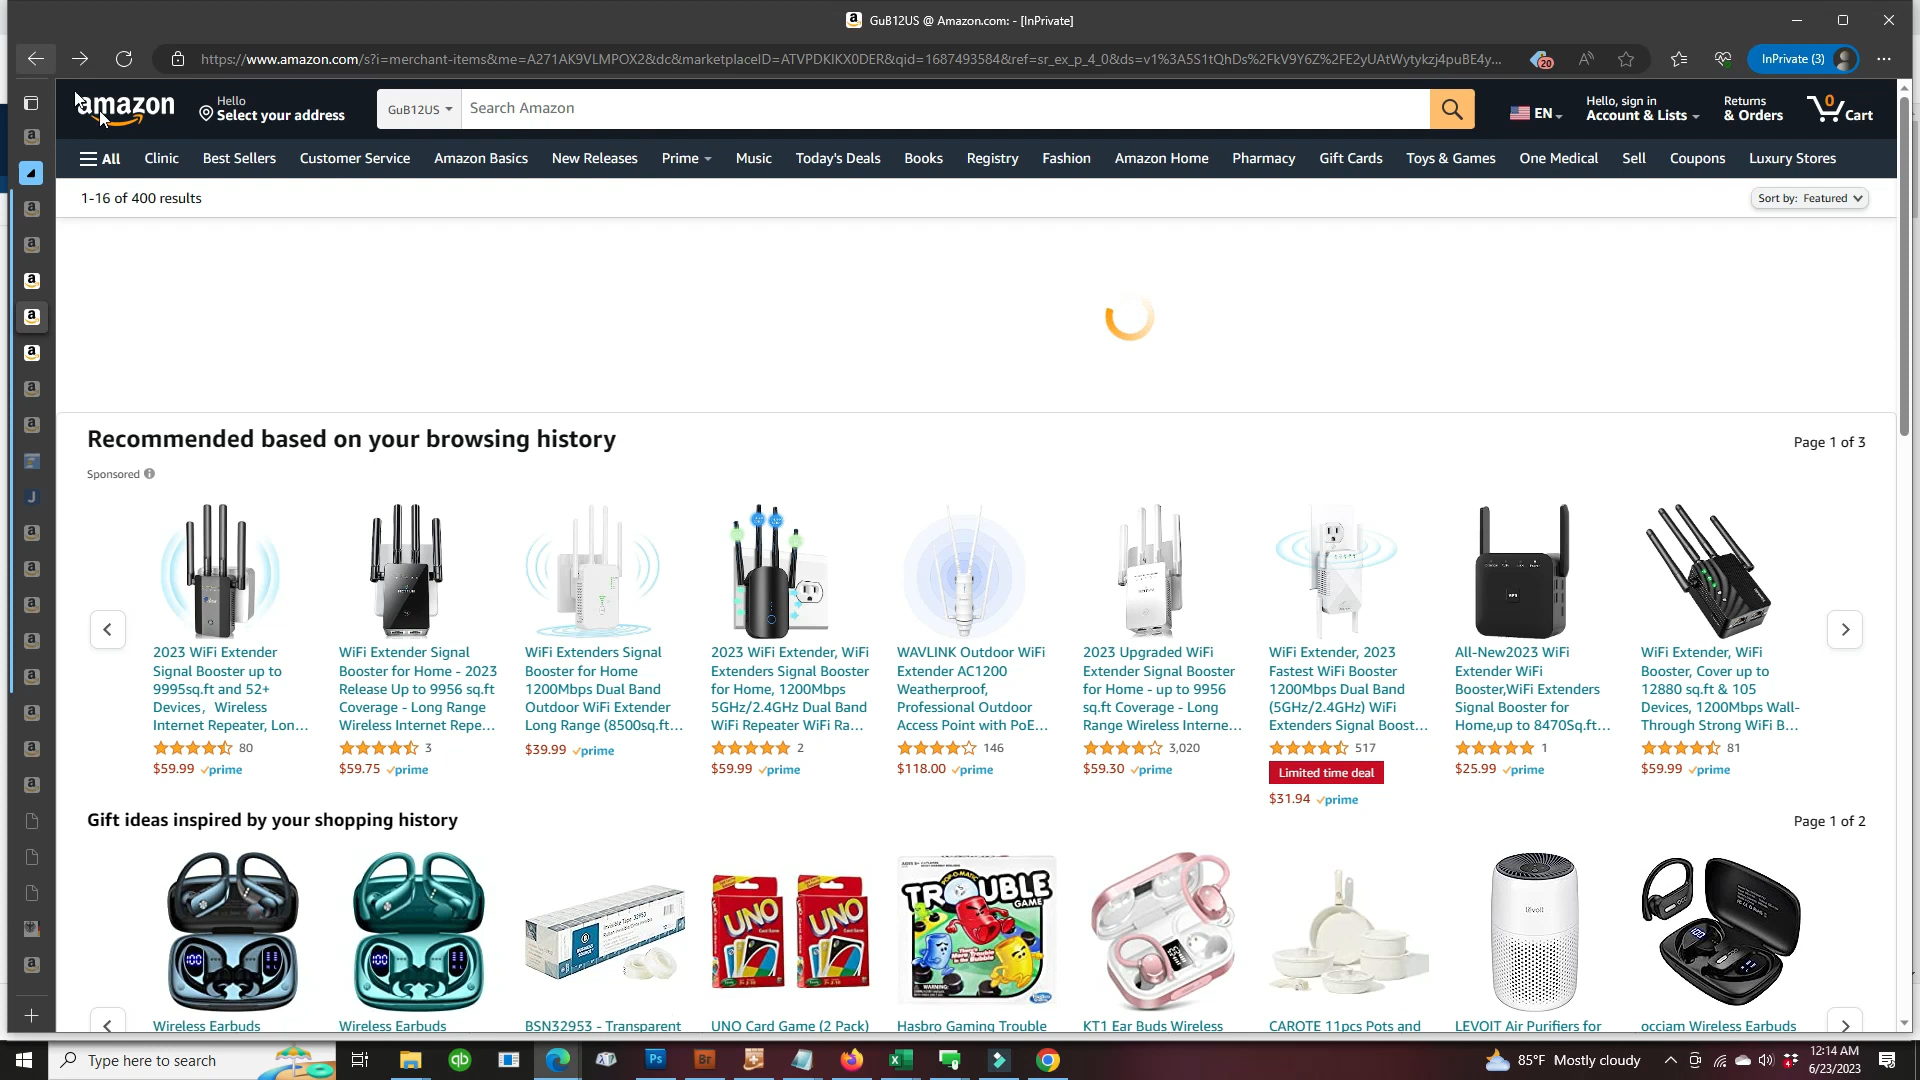 GuB12US @ Amazon.com: - [InPrivate]
https://www.amazon.com/s?i=merchant-items&me=A271AK9VLMPOX2&dc&marketplaceID=ATVPDKIKX0DER&qid=1687493584&ref=sr_ex_p_4_0&ds=v1%3A5S1tQhDs%2FkV9Y6Z%2FE2yUAtWytykzj4puBE4y...
20
InPrivate (3)
amazon
Hello
Select your address
GuB12US
Search Amazon
EN
Hello, sign in
Account & Lists
Returns
& Orders
0
Cart
All
Clinic
Best Sellers
Customer Service
Amazon Basics
New Releases
Prime
Music
Today's Deals
Books
Registry
Fashion
Amazon Home
Pharmacy
Gift Cards
Toys & Games
One Medical
Sell
Coupons
Luxury Stores
1-16 of 400 results
Sort by: Featured
Recommended based on your browsing history
Page 1 of 3
Sponsored
2023 WiFi Extender
Signal Booster up to
9995sq.ft and 52+
Devices, Wireless
Internet Repeater, Lon...
80
$59.99 prime
WiFi Extender Signal
Booster for Home - 2023
Release Up to 9956 sq.ft
Coverage - Long Range
Wireless Internet Repe...
3
$59.75 prime
WiFi Extenders Signal
Booster for Home
1200Mbps Dual Band
Outdoor WiFi Extender
Long Range (8500sq.ft...
$39.99 prime
2023 WiFi Extender, WiFi
Extenders Signal Booster
for Home, 1200Mbps
5GHz/2.4GHz Dual Band
WiFi Repeater WiFi Ra...
2
$59.99 prime
WAVLINK Outdoor WiFi
Extender AC1200
Weatherproof,
Professional Outdoor
Access Point with PoE...
146
$118.00 prime
2023 Upgraded WiFi
Extender Signal Booster
for Home - up to 9956
sq.ft Coverage - Long
Range Wireless Interne...
3,020
$59.30 prime
WiFi Extender, 2023
Fastest WiFi Booster
1200Mbps Dual Band
(5GHz/2.4GHz) WiFi
Extenders Signal Boost...
517
Limited time deal
$31.94 prime
All-New2023 WiFi
Extender WiFi
Booster,WiFi Extenders
Signal Booster for
Home,up to 8470Sq.ft...
1
$25.99 prime
WiFi Extender, WiFi
Booster, Cover up to
12880 sq.ft & 105
Devices, 1200Mbps Wall-
Through Strong WiFi B...
81
$59.99 prime
Gift ideas inspired by your shopping history
Page 1 of 2
100
100
Invisible Tape 32953
UNO
UNO
POP-O-MATIC
TROUBLE
GAME
levoit
100
Wireless Earbuds
Wireless Earbuds
BSN32953 - Transparent
UNO Card Game (2 Pack)
Hasbro Gaming Trouble
KT1 Ear Buds Wireless
CAROTE 11pcs Pots and
LEVOIT Air Purifiers for
occiam Wireless Earbuds
Type here to search
qb
Ps
Br
85°F Mostly cloudy
12:14 AM
6/23/2023